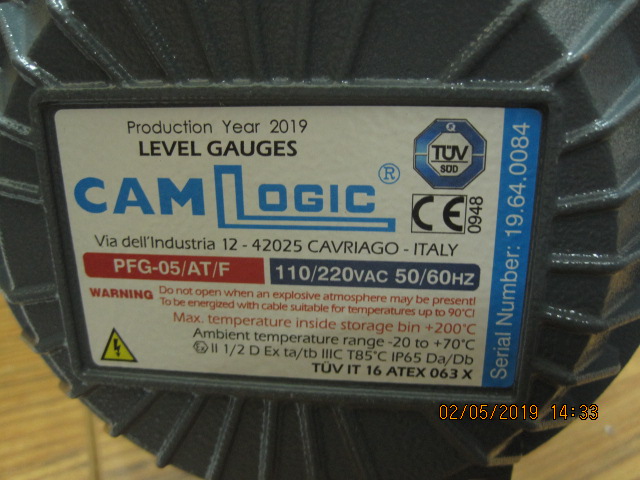 Production Year 2019
LEVEL GAUGES
CAMLOGIC ®
Q
TÜV
SÜD
CE 0948
Via dell'Industria 12 - 42025 CAVRIAGO - ITALY
PFG-05/AT/F
110/220VAC 50/60HZ
WARNING Do not open when an explosive atmosphere may be present!
To be energized with cable suitable for temperatures up to 90°C!
Max. temperature inside storage bin +200°C
Ambient temperature range -20 to +70°C
Ex II 1/2 D Ex ta/tb IIIC T85°C IP65 Da/Db
TÜV IT 16 ATEX 063 X
Serial Number: 19.64.0084
02/05/2019 14:33